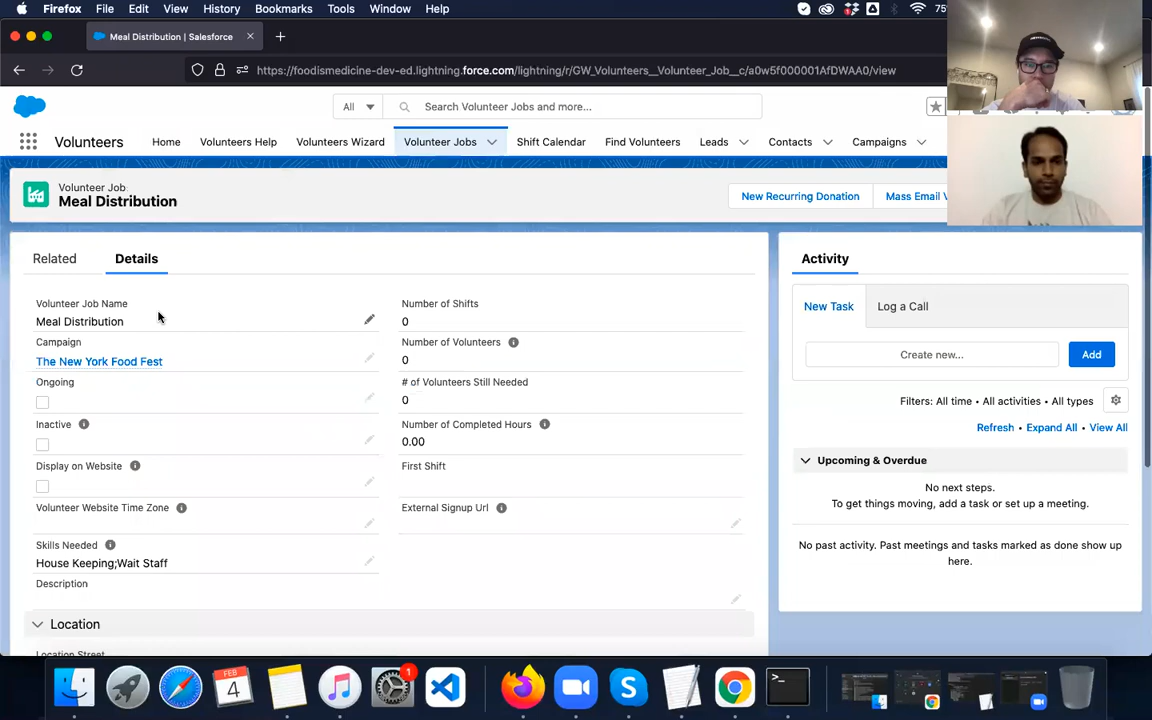 Firefox File Edit View History Bookmarks Tools Window Help 75
Meal Distribution | Salesforce
https://foodismedicine-dev-ed.lightning.force.com/lightning/r/GW_Volunteers__Volunteer_Job__c/a0w5f000001AfDWAA0/view
All Search Volunteer Jobs and more...
Volunteers Home Volunteers Help Volunteers Wizard Volunteer Jobs Shift Calendar Find Volunteers Leads Contacts Campaigns
Volunteer Job
Meal Distribution
New Recurring Donation Mass Email V
Related Details
Volunteer Job Name
Meal Distribution
Campaign
The New York Food Fest
Ongoing
Inactive
Display on Website
Volunteer Website Time Zone
Skills Needed
House Keeping;Wait Staff
Description
Location
Location Street
Number of Shifts
0
Number of Volunteers
0
# of Volunteers Still Needed
0
Number of Completed Hours
0.00
First Shift
External Signup Url
Activity
New Task Log a Call
Create new... Add
Filters: All time • All activities • All types
Refresh • Expand All • View All
Upcoming & Overdue
No next steps.
To get things moving, add a task or set up a meeting.
No past activity. Past meetings and tasks marked as done show up
here.
FEB
4
1
>_